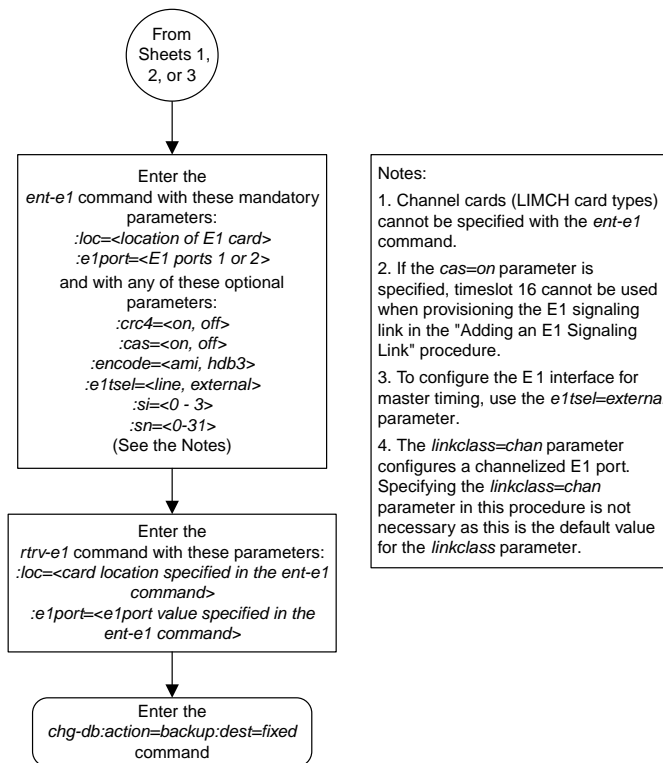 From
Sheets 1,
2, or 3
Enter the
ent-e1 command with these mandatory
parameters:
:loc=<location of E1 card>
:e1port=<E1 ports 1 or 2>
and with any of these optional
parameters:
:crc4=<on, off>
:cas=<on, off>
:encode=<ami, hdb3>
:e1tsel=<line, external>
:si=<0 - 3>
:sn=<0-31>
(See the Notes)
Notes:
1. Channel cards (LIMCH card types)
cannot be specified with the ent-e1
command.
2. If the cas=on parameter is
specified, timeslot 16 cannot be used
when provisioning the E1 signaling
link in the "Adding an E1 Signaling
Link" procedure.
3. To configure the E1 interface for
master timing, use the e1tsel=external
parameter.
4. The linkclass=chan parameter
configures a channelized E1 port.
Specifying the linkclass=chan
parameter in this procedure is not
necessary as this is the default value
for the linkclass parameter.
Enter the
rtrv-e1 command with these parameters:
:loc=<card location specified in the ent-e1
command>
:e1port=<e1port value specified in the
ent-e1 command>
Enter the
chg-db:action=backup:dest=fixed
command